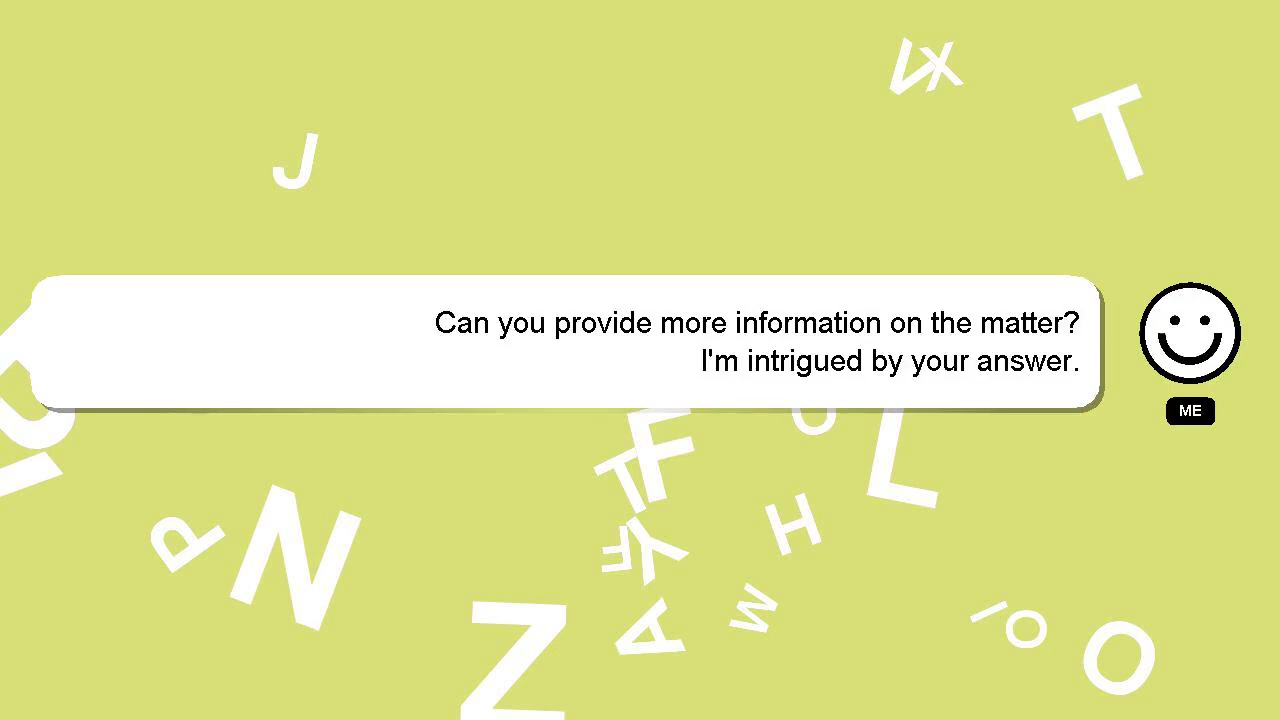 V
X
T
J
Can you provide more information on the matter?
I'm intrigued by your answer.
ME
F
L
T
P
N
H
F
Y
W
A
Z
I
O
O